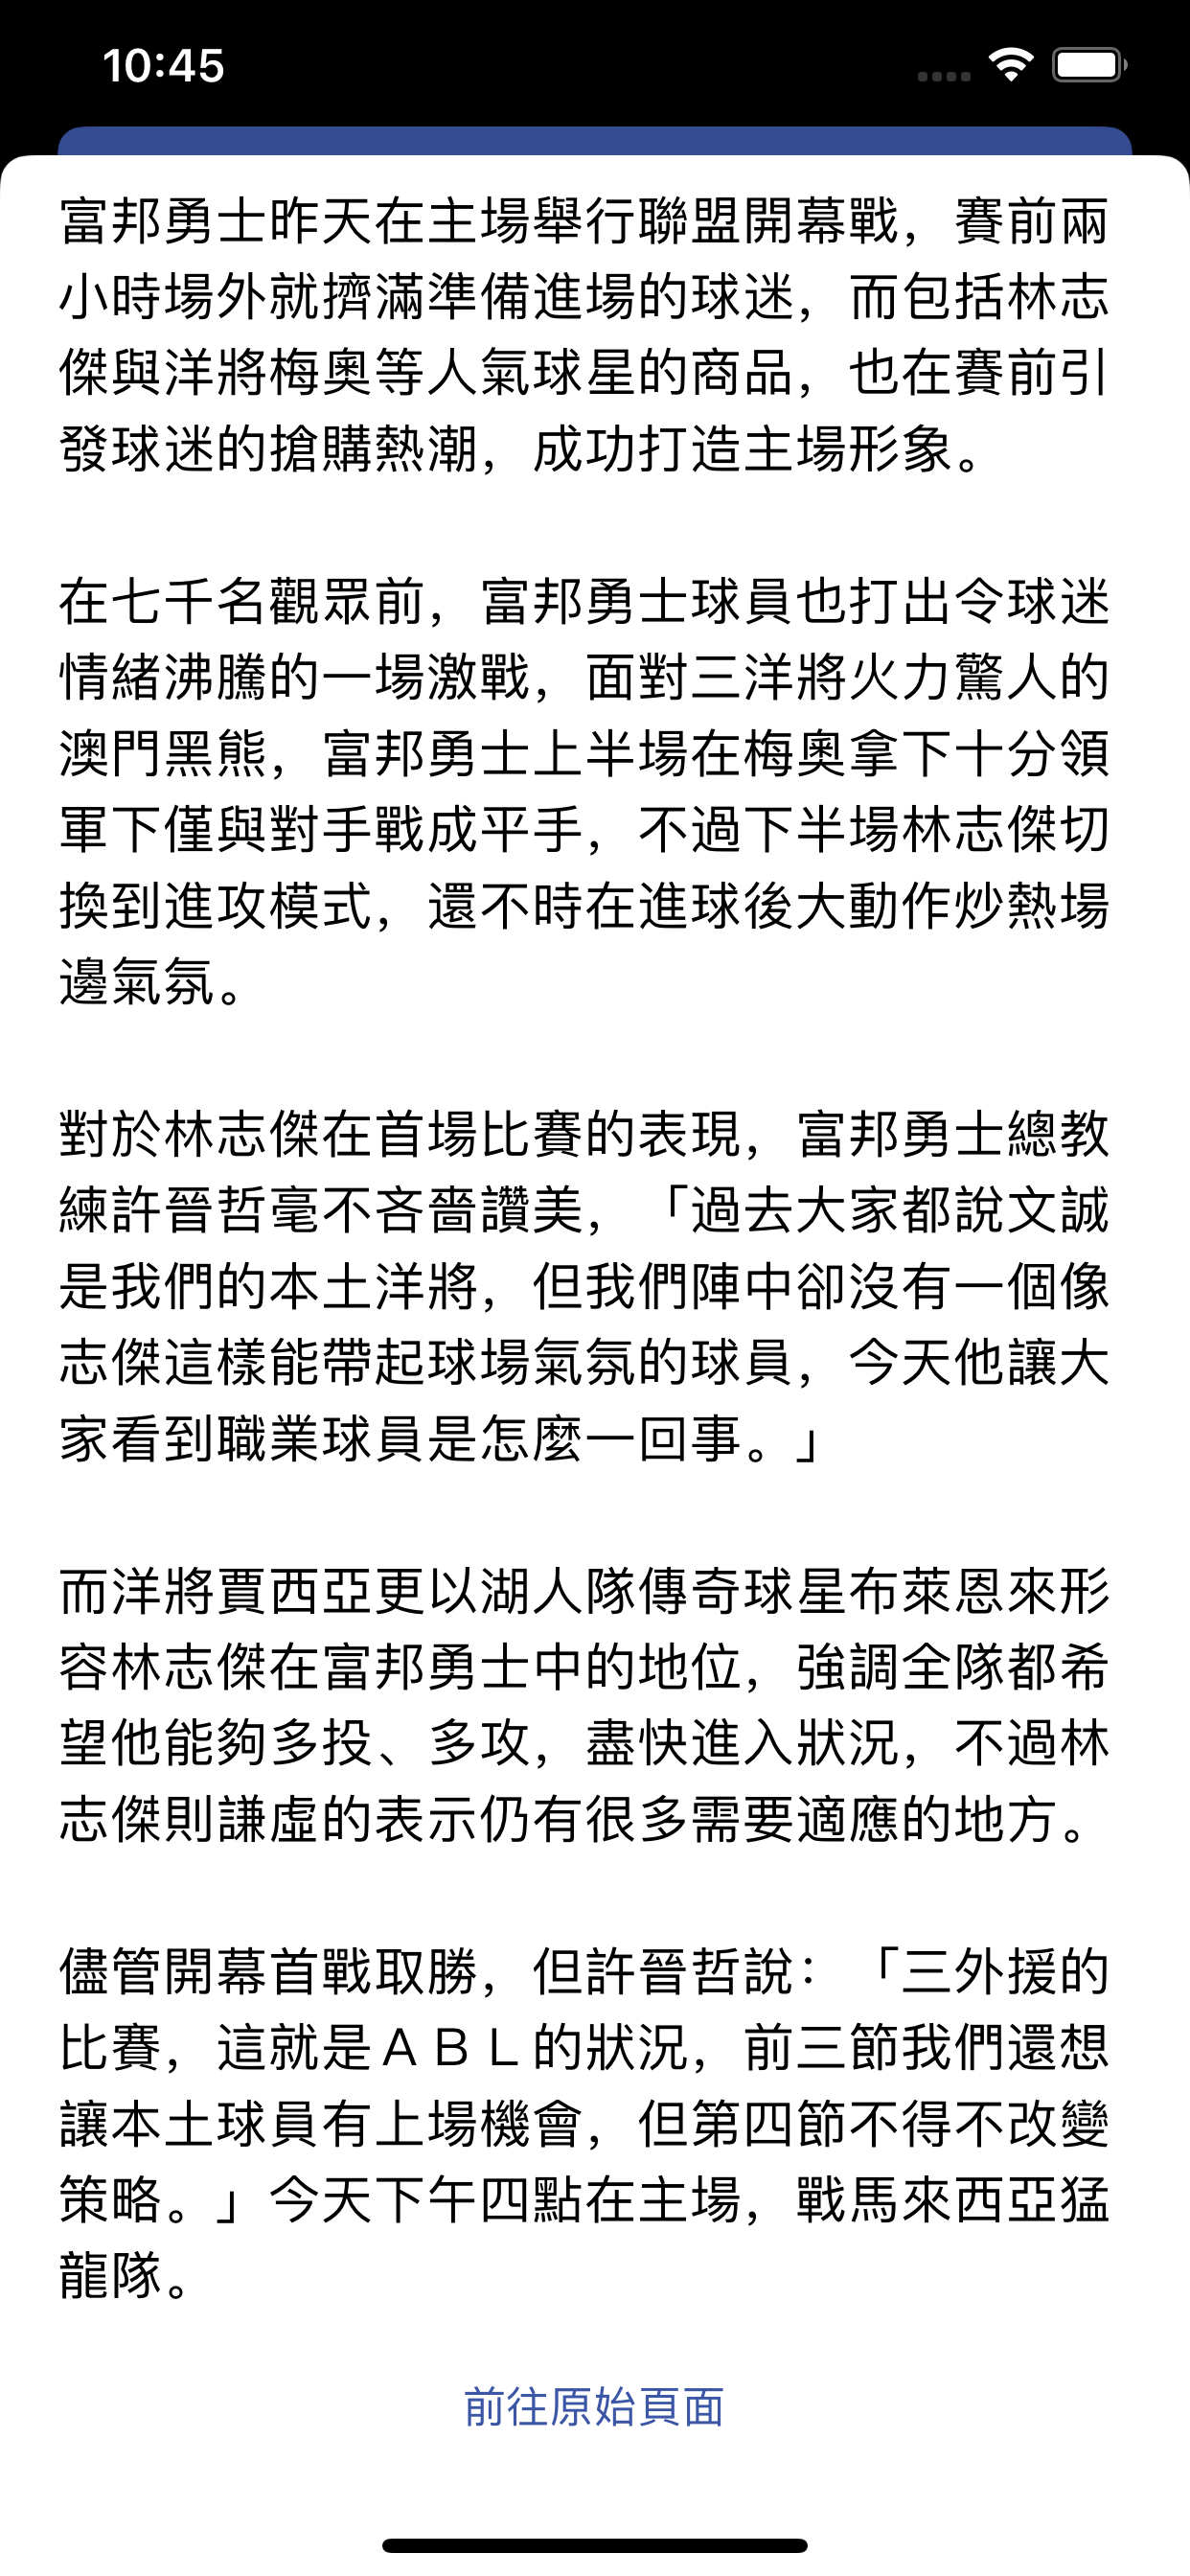 10:45
富邦勇士昨天在主場舉行聯盟開幕戰，賽前兩
小時場外就擠滿準備進場的球迷，而包括林志
傑與洋將梅奧等人氣球星的商品，也在賽前引
發球迷的搶購熱潮，成功打造主場形象。
在七千名觀眾前，富邦勇士球員也打出令球迷
情緒沸騰的一場激戰，面對三洋將火力驚人的
澳門黑熊，富邦勇士上半場在梅奧拿下十分領
軍下僅與對手戰成平手，不過下半場林志傑切
換到進攻模式，還不時在進球後大動作炒熱場
邊氣氛。
對於林志傑在首場比賽的表現，富邦勇士總教
練許晉哲毫不吝嗇讚美，「過去大家都說文誠
是我們的本土洋將，但我們陣中卻沒有一個像
志傑這樣能帶起球場氣氛的球員，今天他讓大
家看到職業球員是怎麼一回事。」
而洋將賈西亞更以湖人隊傳奇球星布萊恩來形
容林志傑在富邦勇士中的地位，強調全隊都希
望他能夠多投、多攻，盡快進入狀況，不過林
志傑則謙虛的表示仍有很多需要適應的地方。
儘管開幕首戰取勝，但許晉哲說：「三外援的
比賽，這就是ＡＢＬ的狀況，前三節我們還想
讓本土球員有上場機會，但第四節不得不改變
策略。」今天下午四點在主場，戰馬來西亞猛
龍隊。
前往原始頁面